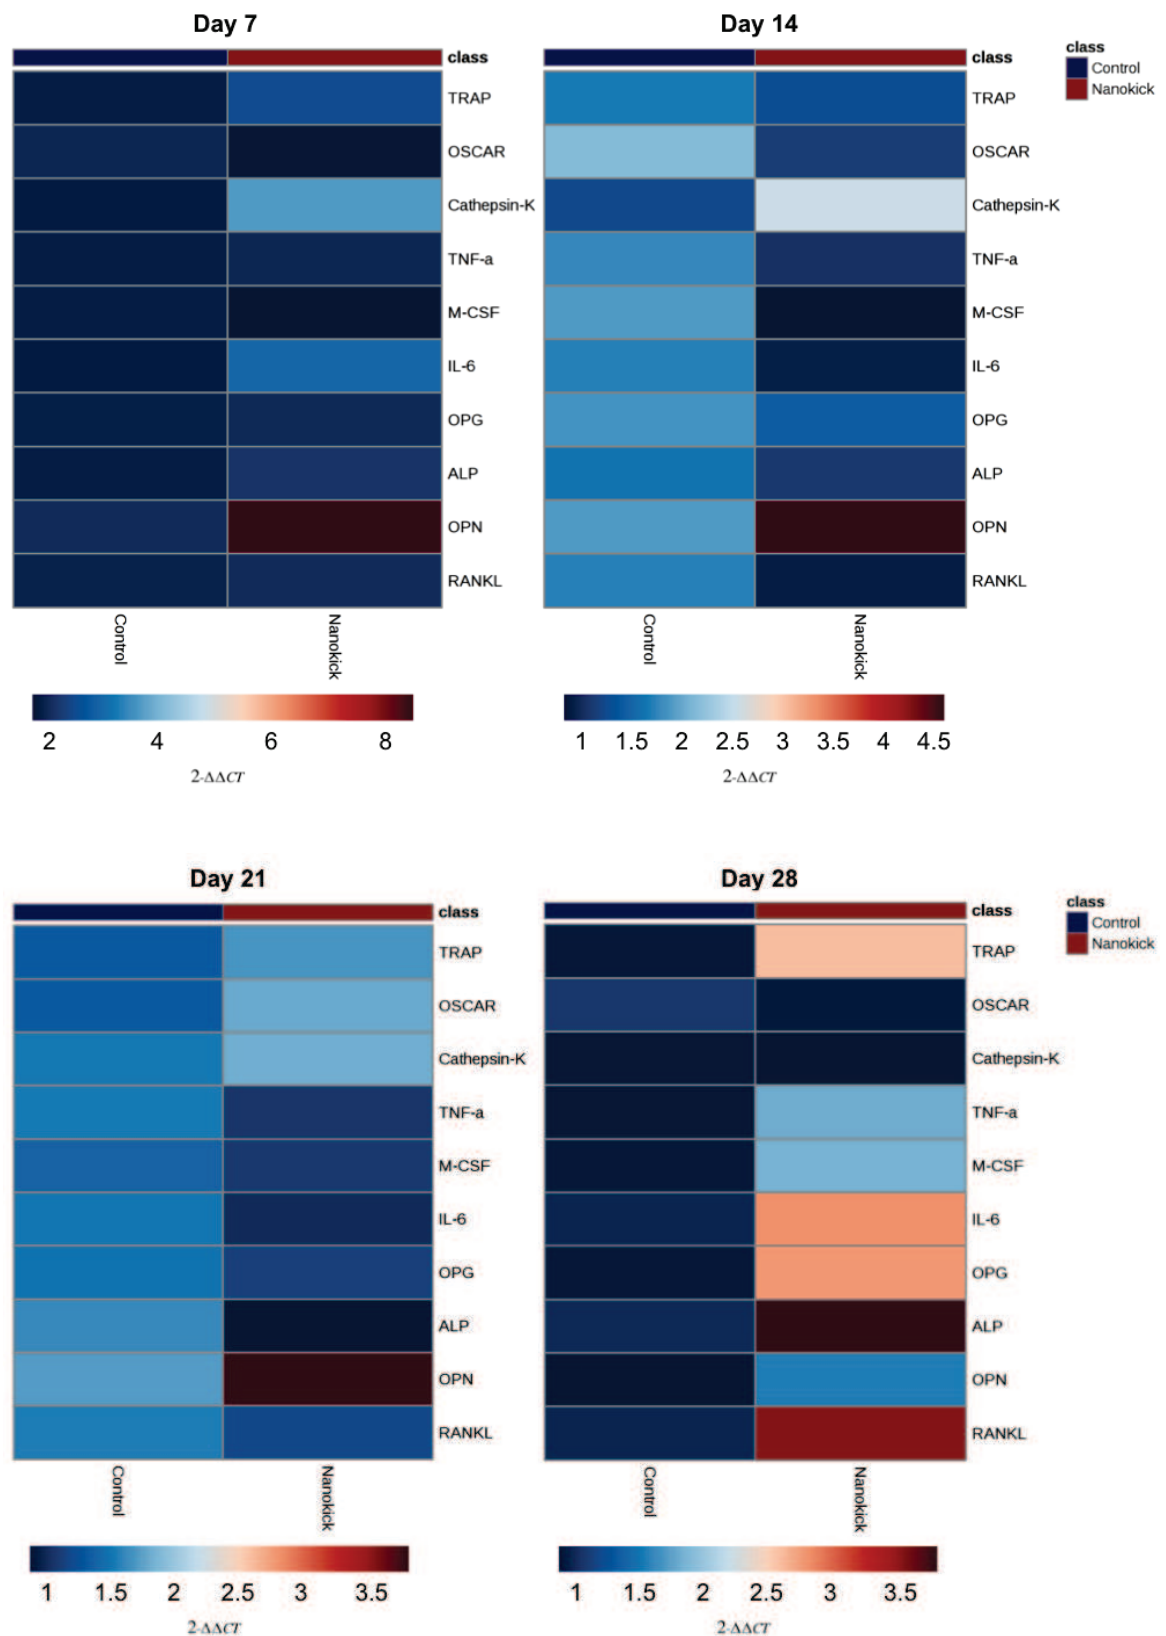 Day 7
class
TRAP
OSCAR
Cathepsin-K
TNF-a
M-CSF
IL-6
OPG
ALP
OPN
RANKL
Control
Nanokick
2 4 6 8
2-ΔΔCT
Day 14
class
TRAP
OSCAR
Cathepsin-K
TNF-a
M-CSF
IL-6
OPG
ALP
OPN
RANKL
Control
Nanokick
1 1.5 2 2.5 3 3.5 4 4.5
2-ΔΔCT
class
Control
Nanokick
Day 21
class
TRAP
OSCAR
Cathepsin-K
TNF-a
M-CSF
IL-6
OPG
ALP
OPN
RANKL
Control
Nanokick
1 1.5 2 2.5 3 3.5
2-ΔΔCT
Day 28
class
TRAP
OSCAR
Cathepsin-K
TNF-a
M-CSF
IL-6
OPG
ALP
OPN
RANKL
Control
Nanokick
1 1.5 2 2.5 3 3.5
2-ΔΔCT
class
Control
Nanokick